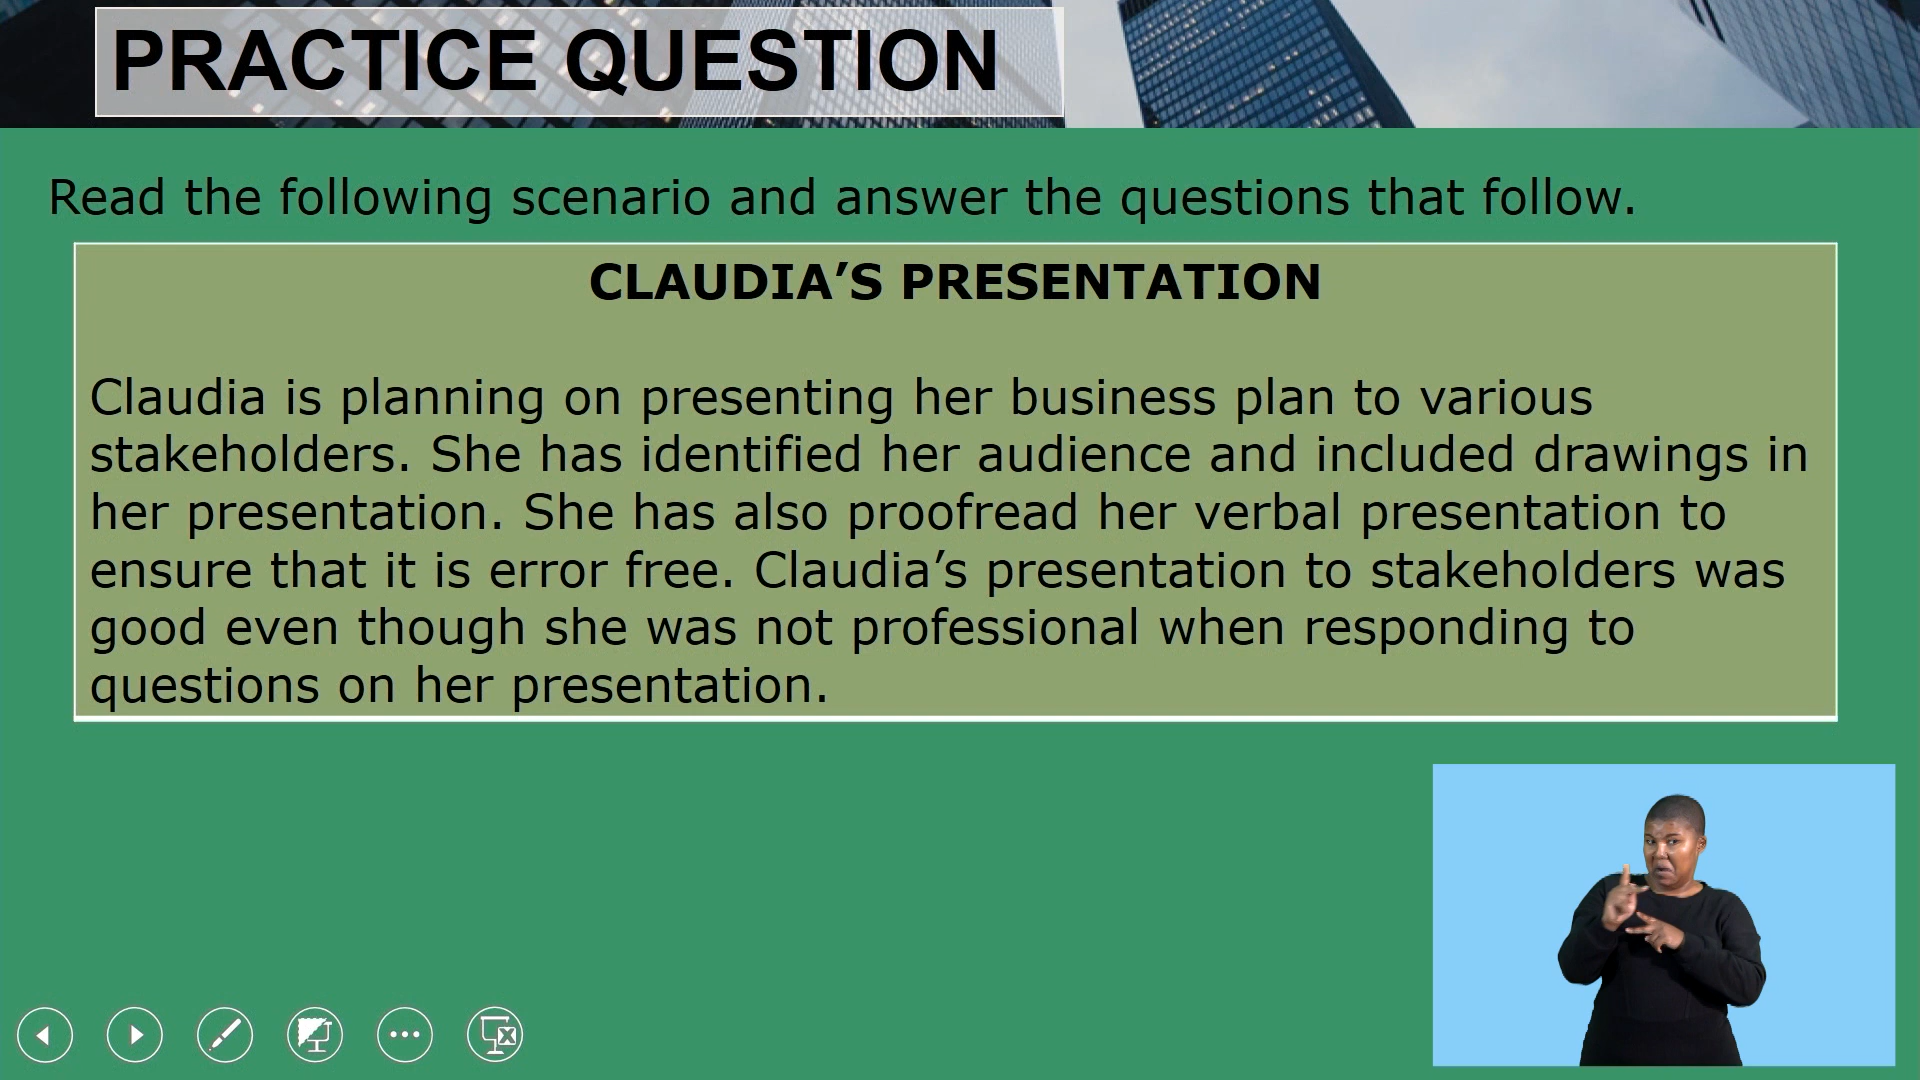 PRACTICE QUESTION
Read the following scenario and answer the questions that follow.
CLAUDIA’S PRESENTATION
Claudia is planning on presenting her business plan to various
stakeholders. She has identified her audience and included drawings in
her presentation. She has also proofread her verbal presentation to
ensure that it is error free. Claudia’s presentation to stakeholders was
good even though she was not professional when responding to
questions on her presentation.